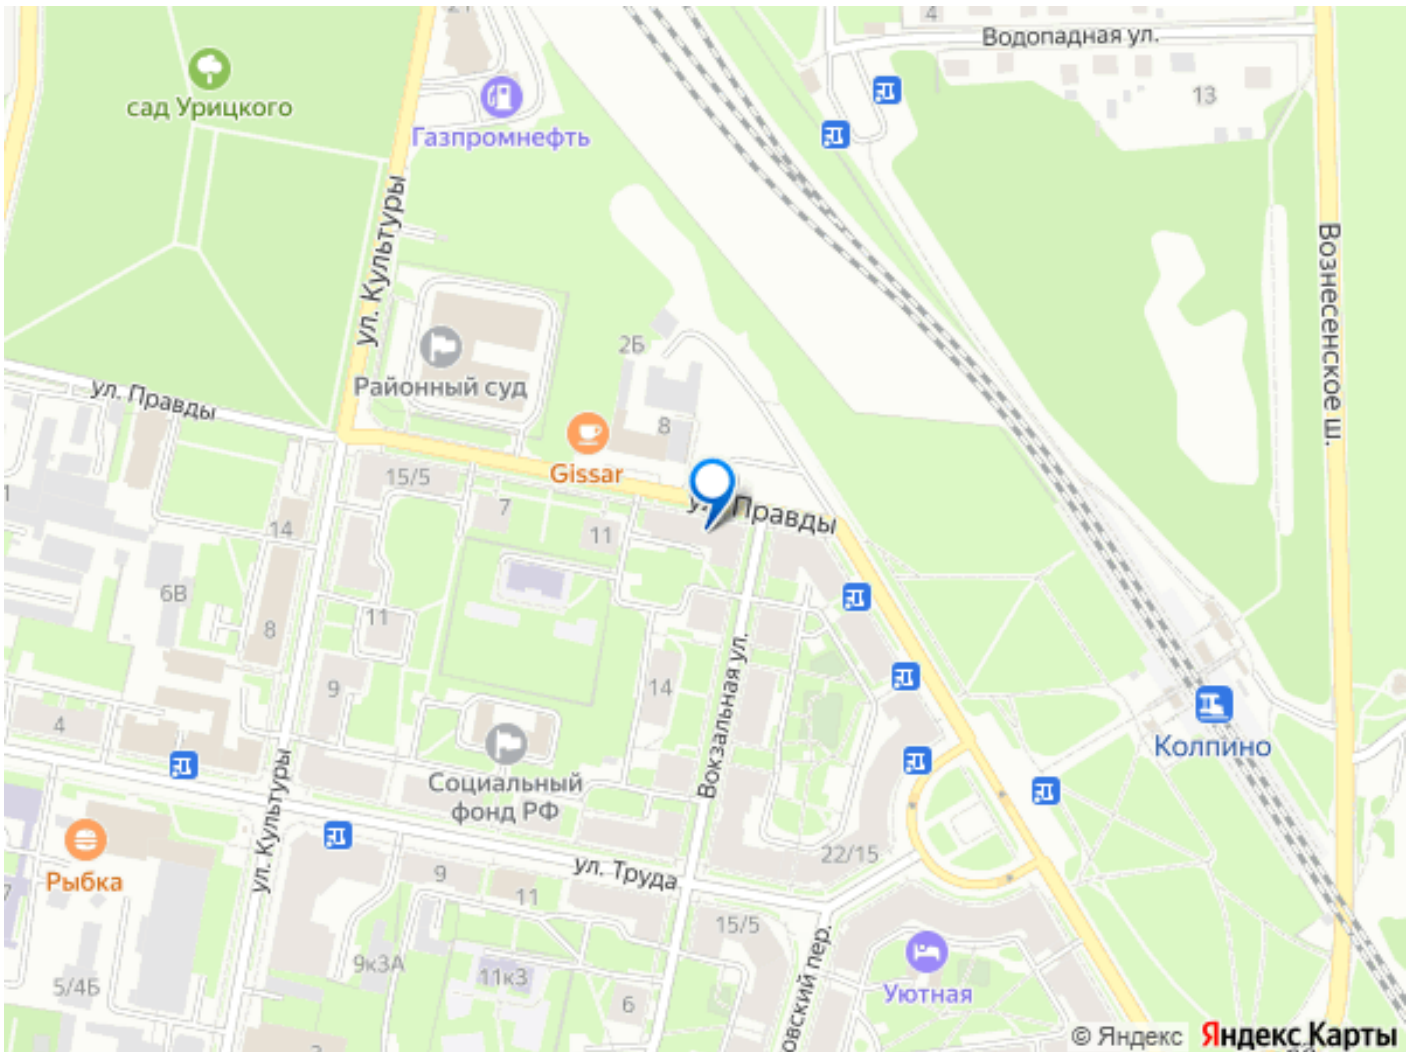 21
4
Водопадная ул.
13
сад Урицкого
Газпромнефть
ул. Культуры
Вознесенское ш.
2Б
Районный суд
ул. Правды
8
Gissar
15/5
7
11
ул. Правды
14
6В
8
11
9
14
4
Вокзальная ул.
Колпино
Социальный
фонд РФ
ул. Культуры
Рыбка
ул. Труда
9
11
22/15
15/5
9к3А
11к3
6
5/4Б
Уютная
© Яндекс Яндекс Карты